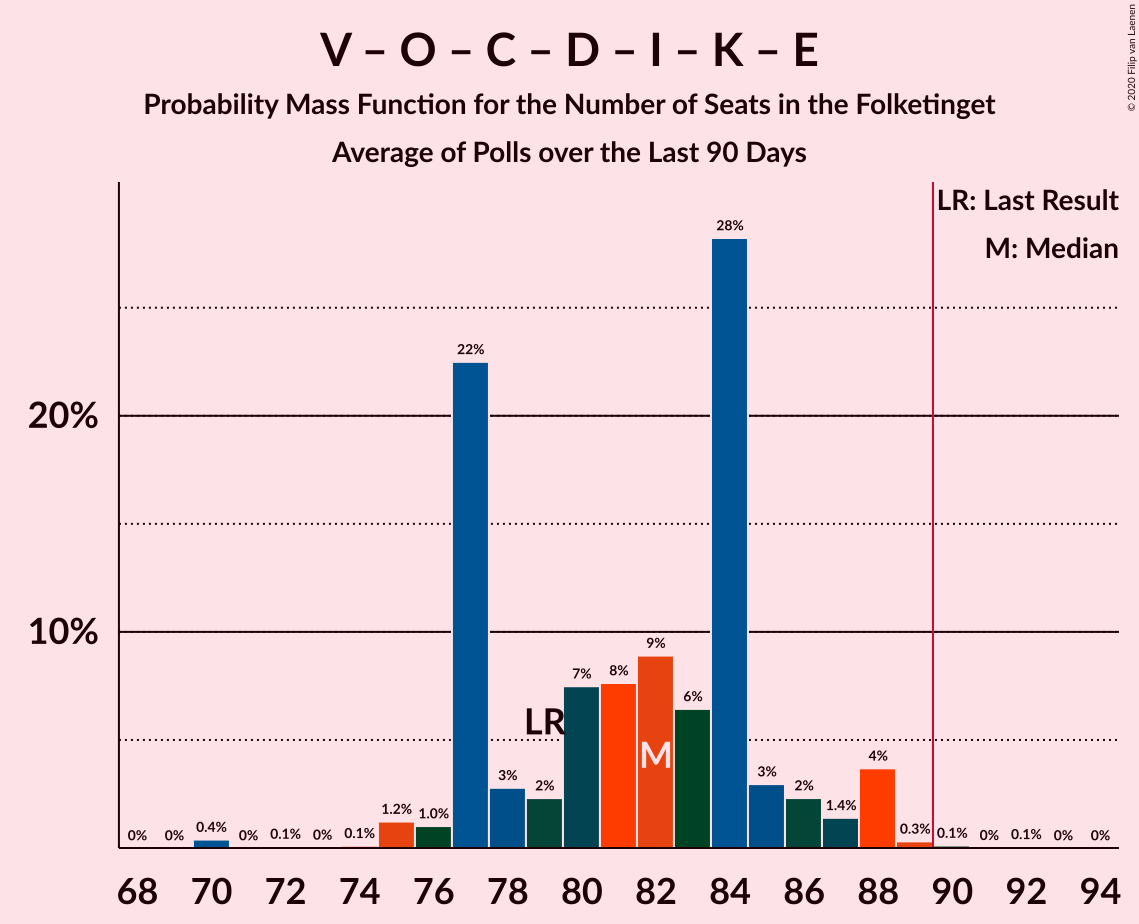 V – O – C – D – I – K – E
Probability Mass Function for the Number of Seats in the Folketinget
Average of Polls over the Last 90 Days
© 2020 Filip van Laenen
LR: Last Result
M: Median
20%
10%
0% 0% 0.4% 0% 0.1% 0% 0.1% 1.2% 1.0% 22% 3% 2% 7% 8% 9% 6% 28% 3% 2% 1.4% 4% 0.3% 0.1% 0% 0.1% 0% 0%
LR
M
68 70 72 74 76 78 80 82 84 86 88 90 92 94